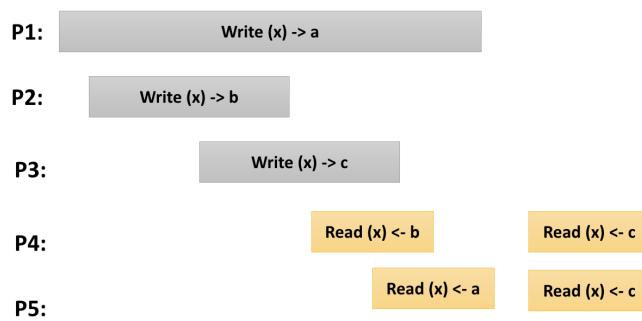 P1: Write (x) -> a
P2: Write (x) -> b
P3: Write (x) -> c
P4: Read (x) <- b Read (x) <- c
P5: Read (x) <- a Read (x) <- c